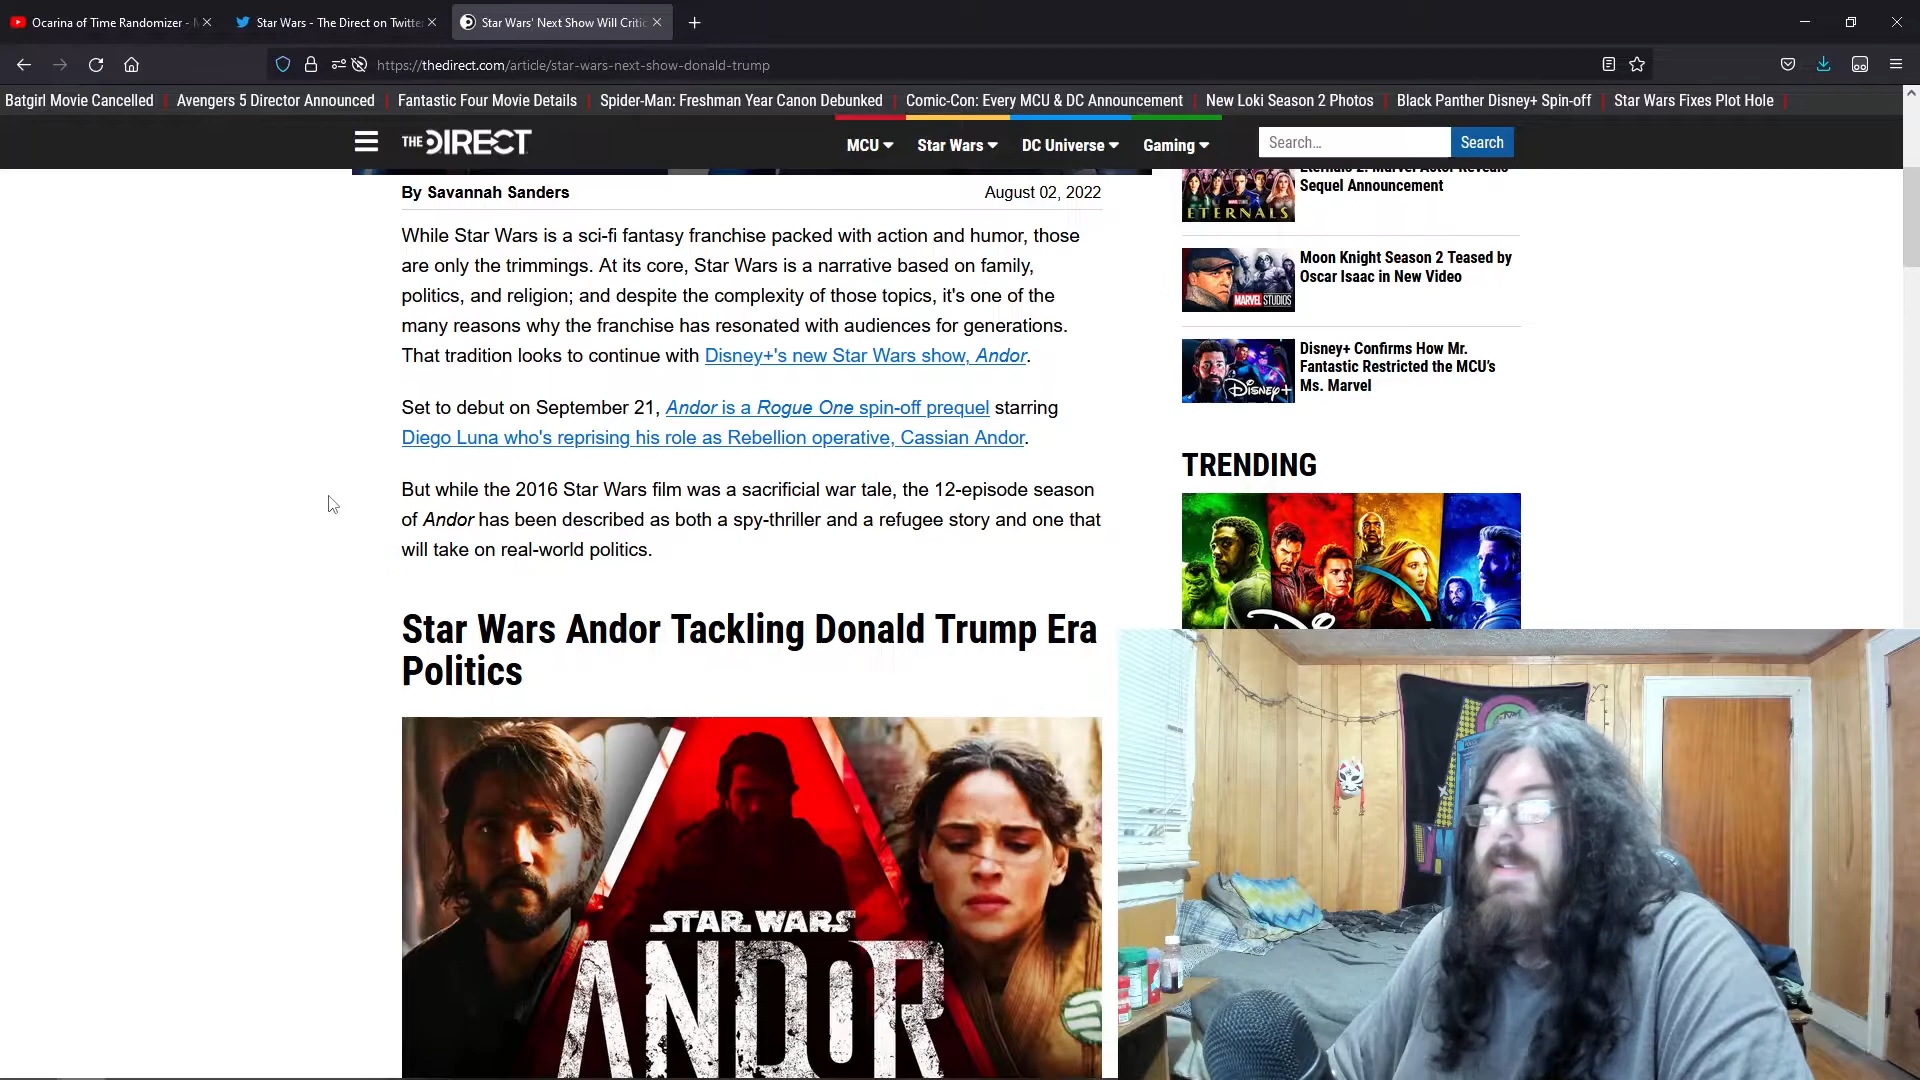 Ocarina of Time Randomizer -
Star Wars - The Direct on Twitte
Star Wars' Next Show Will Critic
https://thedirect.com/article/star-wars-next-show-donald-trump
Batgirl Movie Cancelled
Avengers 5 Director Announced
Fantastic Four Movie Details
Spider-Man: Freshman Year Canon Debunked
Comic-Con: Every MCU & DC Announcement
New Loki Season 2 Photos
Black Panther Disney+ Spin-off
Star Wars Fixes Plot Hole
THE DIRECT
MCU
Star Wars
DC Universe
Gaming
Search...
Search
By Savannah Sanders
August 02, 2022
While Star Wars is a sci-fi fantasy franchise packed with action and humor, those
are only the trimmings. At its core, Star Wars is a narrative based on family,
politics, and religion; and despite the complexity of those topics, it's one of the
many reasons why the franchise has resonated with audiences for generations.
That tradition looks to continue with Disney+'s new Star Wars show, Andor.
Set to debut on September 21, Andor is a Rogue One spin-off prequel starring
Diego Luna who's reprising his role as Rebellion operative, Cassian Andor.
But while the 2016 Star Wars film was a sacrificial war tale, the 12-episode season
of Andor has been described as both a spy-thriller and a refugee story and one that
will take on real-world politics.
Star Wars Andor Tackling Donald Trump Era
Politics
STAR WARS
ANDOR
Eternals 2: Marvel Actor Reveals
Sequel Announcement
ETERNALS
Moon Knight Season 2 Teased by
Oscar Isaac in New Video
MARVEL STUDIOS
Disney+ Confirms How Mr.
Fantastic Restricted the MCU's
Ms. Marvel
Disney+
TRENDING